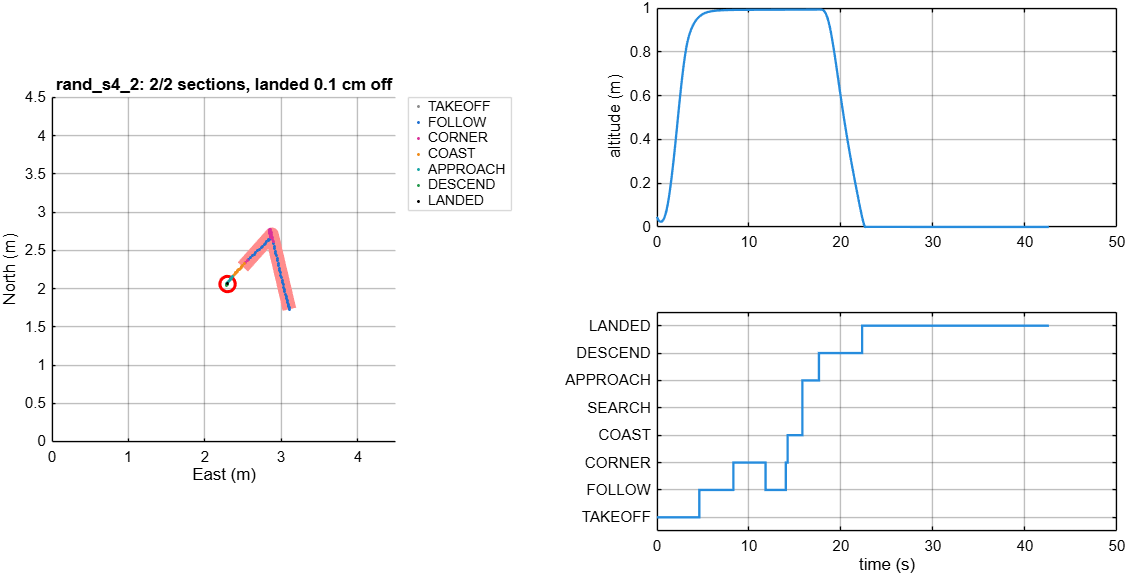 rand_s4_2: 2/2 sections, landed 0.1 cm off
4.5
4
3.5
3
2.5
2
1.5
1
0.5
0
North (m)
0
1
2
3
4
East (m)
TAKEOFF
FOLLOW
CORNER
COAST
APPROACH
DESCEND
LANDED
1
0.8
0.6
0.4
0.2
0
altitude (m)
0
10
20
30
40
50
LANDED
DESCEND
APPROACH
SEARCH
COAST
CORNER
FOLLOW
TAKEOFF
0
10
20
30
40
50
time (s)